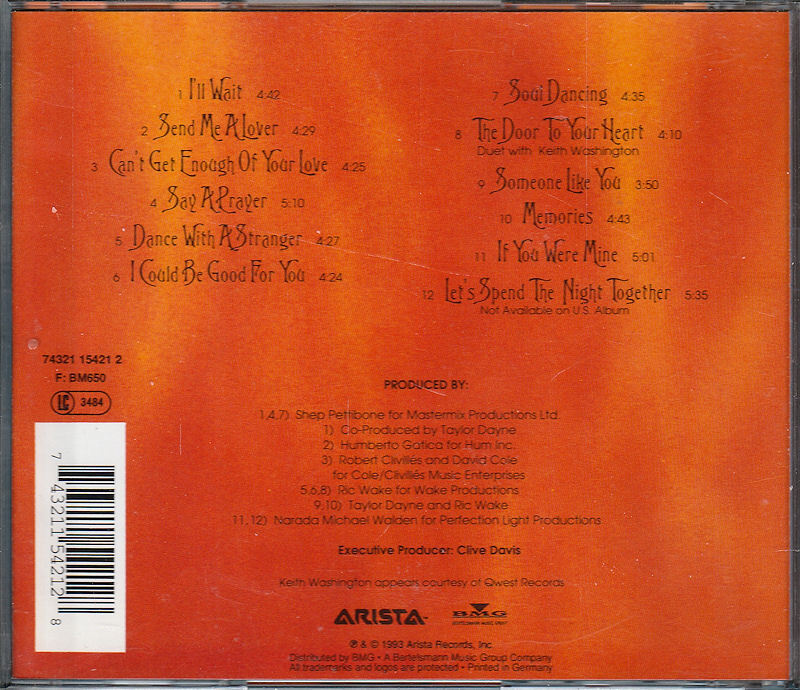 1 I'll Wait 4:42
2 Send Me A Lover 4:29
3 Can't Get Enough Of Your Love 4:25
4 Say A Prayer 5:10
5 Dance With A Stranger 4:27
6 I Could Be Good For You 4:24
7 Soul Dancing 4:35
8 The Door To Your Heart 4:10
Duet with Keith Washington
9 Someone Like You 3:50
10 Memories 4:43
11 If You Were Mine 5:01
12 Let's Spend The Night Together 5:35
Not Available on U.S. Album
74321 15421 2
F: BM650
LC 3484
7 43211 54212 8
PRODUCED BY:
1,4,7) Shep Pettibone for Mastermix Productions Ltd.
1) Co-Produced by Taylor Dayne
2) Humberto Gatica for Hum Inc.
3) Robert Clivillés and David Cole
for Cole/Clivillés Music Enterprises
5,6,8) Ric Wake for Wake Productions
9,10) Taylor Dayne and Ric Wake
11,12) Narada Michael Walden for Perfection Light Productions
Executive Producer: Clive Davis
Keith Washington appears courtesy of Qwest Records
ARISTA
BMG
BERTELSMANN MUSIC GROUP
℗ & © 1993 Arista Records, Inc.
Distributed by BMG • A Bertelsmann Music Group Company
All trademarks and logos are protected • Printed in Germany